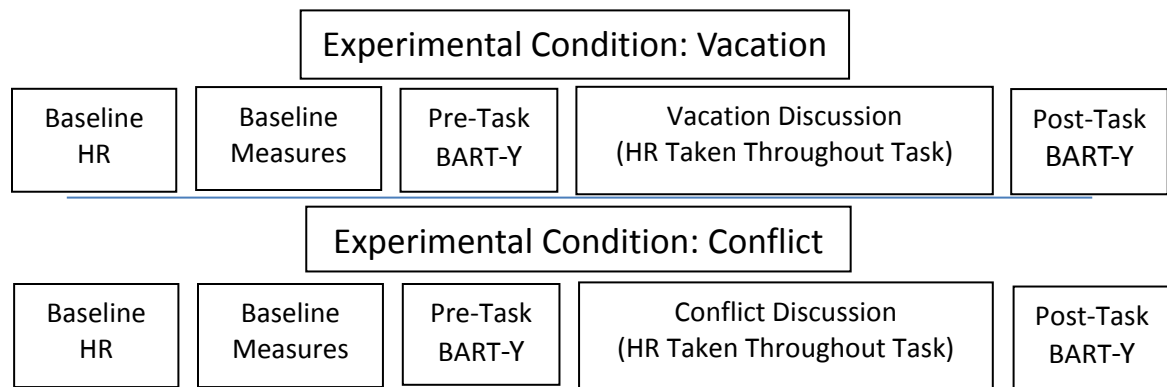 Experimental Condition: Vacation
Baseline
HR
Baseline
Measures
Pre-Task
BART-Y
Vacation Discussion
(HR Taken Throughout Task)
Post-Task
BART-Y
Experimental Condition: Conflict
Baseline
HR
Baseline
Measures
Pre-Task
BART-Y
Conflict Discussion
(HR Taken Throughout Task)
Post-Task
BART-Y